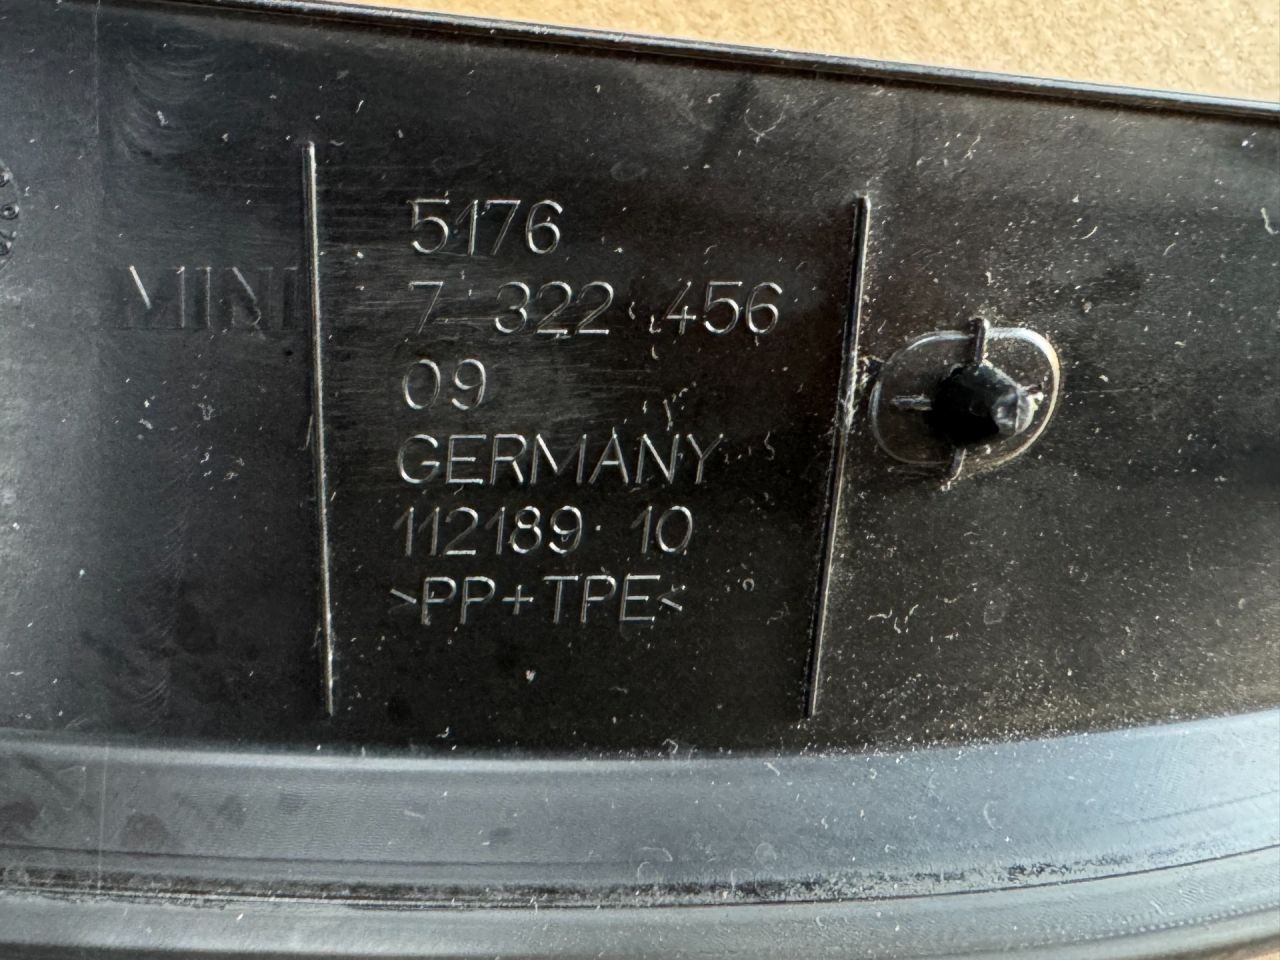 MINI
5176
7 322 456
09
GERMANY
112189 10
>PP+TPE<